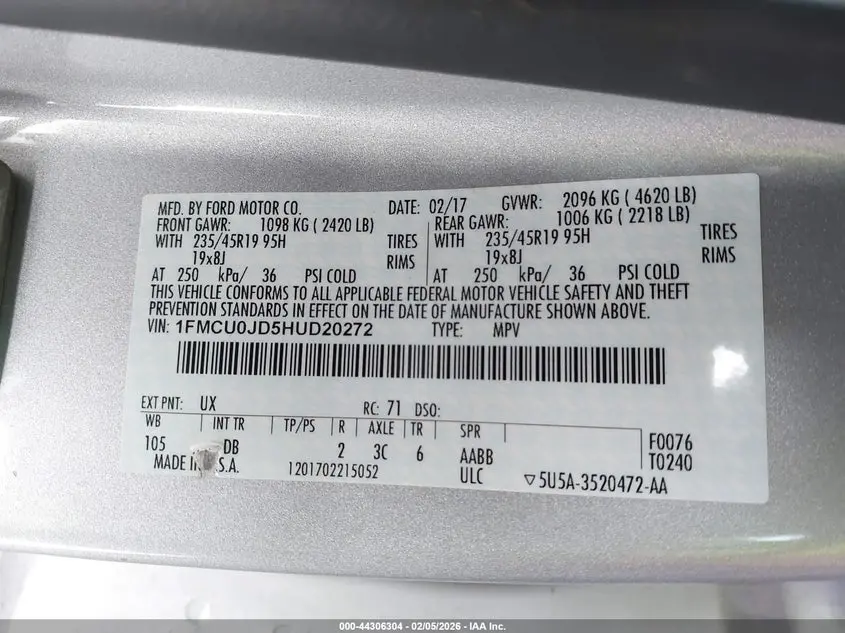 MFD. BY FORD MOTOR CO. DATE: 02/17 GVWR: 2096 KG ( 4620 LB)
FRONT GAWR: 1098 KG ( 2420 LB) REAR GAWR: 1006 KG ( 2218 LB)
WITH 235/45R19 95H TIRES WITH 235/45R19 95H TIRES
19x8J RIMS 19x8J RIMS
AT 250 kPa/ 36 PSI COLD AT 250 kPa/ 36 PSI COLD
THIS VEHICLE CONFORMS TO ALL APPLICABLE FEDERAL MOTOR VEHICLE SAFETY AND THEFT
PREVENTION STANDARDS IN EFFECT ON THE DATE OF MANUFACTURE SHOWN ABOVE.
VIN: 1FMCU0JD5HUD20272 TYPE: MPV
EXT PNT: UX RC: 71 DSO:
WB INT TR TP/PS R AXLE TR SPR
105 DB 2 3C 6 AABB F0076
MADE IN U.S.A. 1201702215052 ULC T0240
▽5U5A-3520472-AA
000-44306304 - 02/05/2026 - IAA Inc.